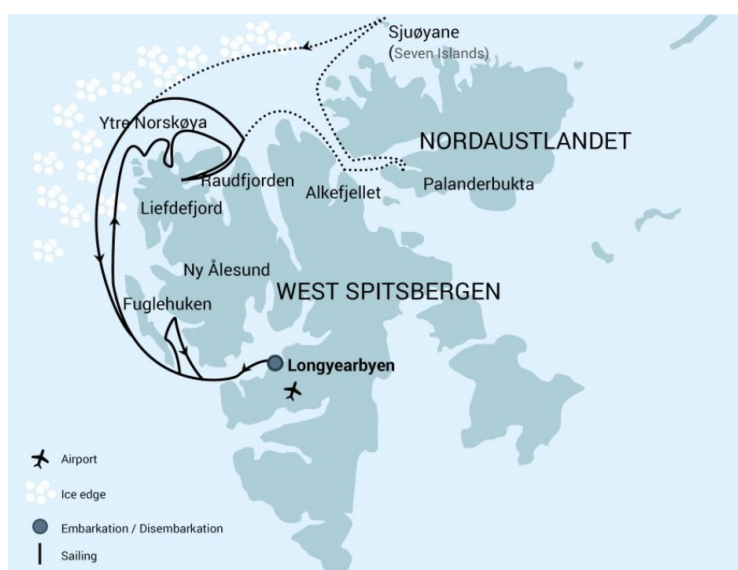 Sjuøyane
(Seven Islands)
Ytre Norskøya
NORDAUSTLANDET
Raudfjorden
Alkefjellet
Palanderbukta
Liefdefjord
Ny Ålesund
WEST SPITSBERGEN
Fuglehuken
Longyearbyen
Airport
Ice edge
Embarkation / Disembarkation
Sailing